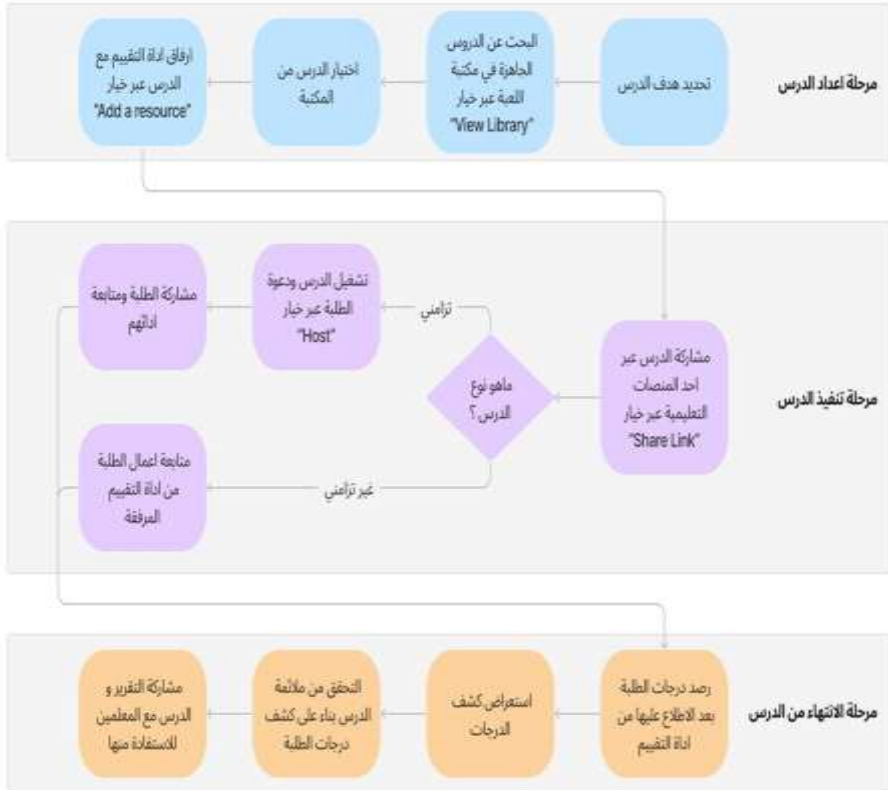 مرحلة اعداد الدرس
تحديد هدف الدرس
البحث عن الدروس
الجاهزة في مكتبة
اللعبة عبر خيار
"View Library"
اختيار الدرس من
المكتبة
ارفاق اداة التقييم مع
الدرس عبر خيار
"Add a resource"
مرحلة تنفيذ الدرس
مشاركة الدرس عبر
احد المنصات
التعليمية عبر خيار
"Share Link"
ماهو نوع
الدرس؟
تزامني
تشغيل الدرس ودعوة
الطلبة عبر خيار
"Host"
مشاركة الطلبة ومتابعة
ادائهم
غير تزامني
متابعة اعمال الطلبة
من اداة التقييم
المرفقة
مرحلة الانتهاء من الدرس
رصد درجات الطلبة
بعد الاطلاع عليها من
اداة التقييم
استعراض كشف
الدرجات
التحقق من ملائمة
الدرس بناء على كشف
درجات الطلبة
مشاركة التقرير و
الدرس مع المعلمين
للاستفادة منها